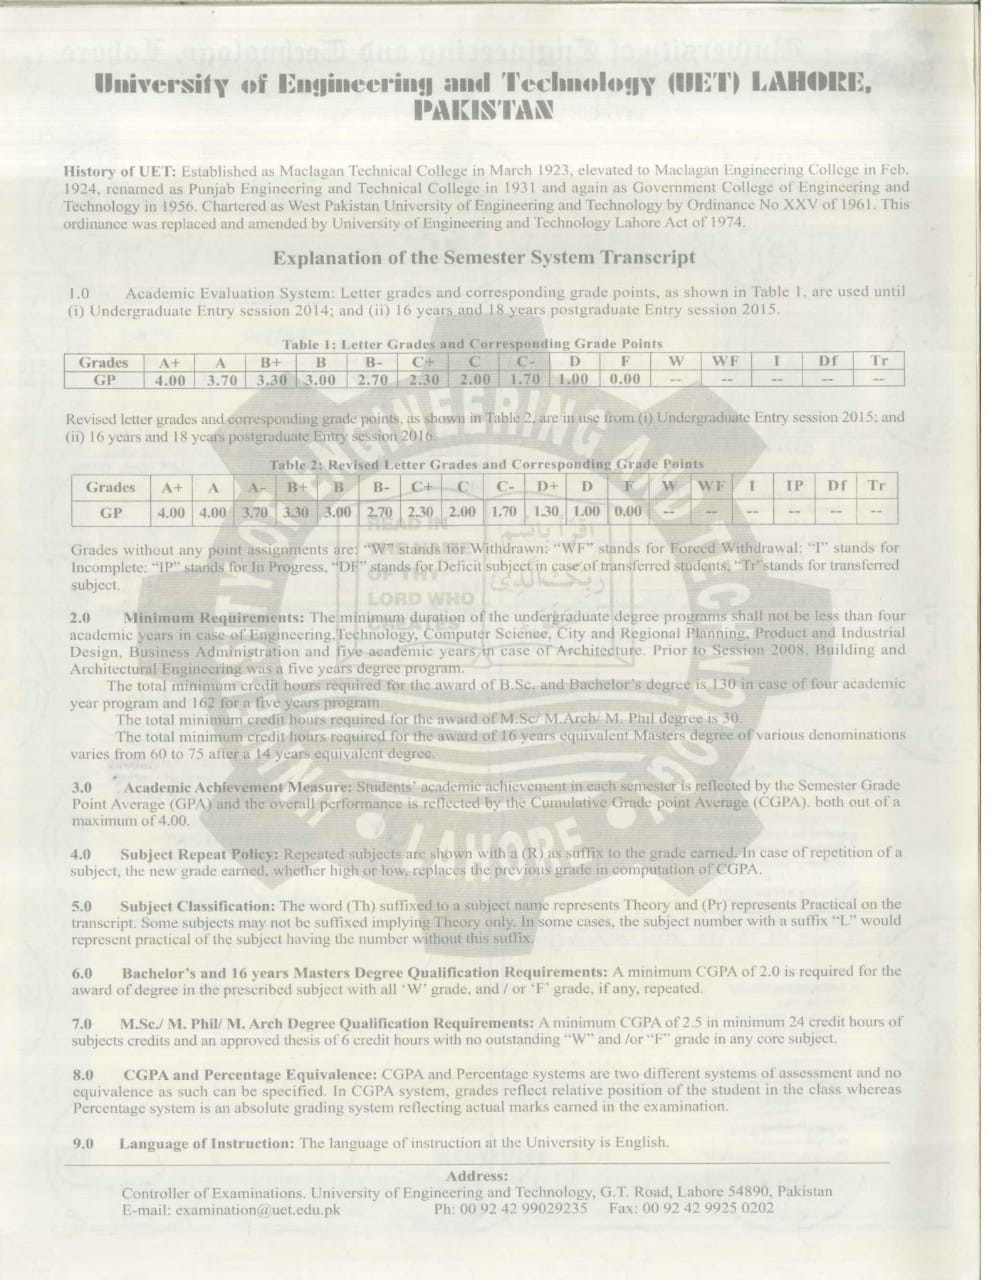 University of Engineering and Technology (UET) LAHORE,
PAKISTAN
History of UET: Established as Maclagan Technical College in March 1923, elevated to Maclagan Engineering College in Feb.
1924, renamed as Punjab Engineering and Technical College in 1931 and again as Government College of Engineering and
Technology in 1956. Chartered as West Pakistan University of Engineering and Technology by Ordinance No XXV of 1961. This
ordinance was replaced and amended by University of Engineering and Technology Lahore Act of 1974.
Explanation of the Semester System Transcript
1.0 Academic Evaluation System: Letter grades and corresponding grade points, as shown in Table 1, are used until
(i) Undergraduate Entry session 2014; and (ii) 16 years and 18 years postgraduate Entry session 2015.
Table 1: Letter Grades and Corresponding Grade Points
Grades A+ A B+ B B- C+ C C- D F W WF I Df Tr
GP 4.00 3.70 3.30 3.00 2.70 2.30 2.00 1.70 1.00 0.00 -- -- -- -- --
Revised letter grades and corresponding grade points, as shown in Table 2, are in use from (i) Undergraduate Entry session 2015; and
(ii) 16 years and 18 years postgraduate Entry session 2016.
Table 2: Revised Letter Grades and Corresponding Grade Points
Grades A+ A A- B+ B B- C+ C C- D+ D F W WF I IP Df Tr
GP 4.00 4.00 3.70 3.30 3.00 2.70 2.30 2.00 1.70 1.30 1.00 0.00 -- -- -- -- -- --
Grades without any point assignments are: "W" stands for Withdrawn; "WF" stands for Forced Withdrawal; "I" stands for
Incomplete; "IP" stands for In Progress, "DF" stands for Deficit subject in case of transferred students, "Tr"stands for transferred
subject.
2.0 Minimum Requirements: The minimum duration of the undergraduate degree programs shall not be less than four
academic years in case of Engineering,Technology, Computer Science, City and Regional Planning, Product and Industrial
Design, Business Administration and five academic years in case of Architecture. Prior to Session 2008, Building and
Architectural Engineering was a five years degree program.
The total minimum credit hours required for the award of B.Sc. and Bachelor's degree is 130 in case of four academic
year program and 162 for a five years program.
The total minimum credit hours required for the award of M.Sc/ M.Arch/ M. Phil degree is 30.
The total minimum credit hours required for the award of 16 years equivalent Masters degree of various denominations
varies from 60 to 75 after a 14 years equivalent degree.
3.0 Academic Achievement Measure: Students' academic achievement in each semester is reflected by the Semester Grade
Point Average (GPA) and the overall performance is reflected by the Cumulative Grade point Average (CGPA), both out of a
maximum of 4.00.
4.0 Subject Repeat Policy: Repeated subjects are shown with a (R) as suffix to the grade earned. In case of repetition of a
subject, the new grade earned, whether high or low, replaces the previous grade in computation of CGPA.
5.0 Subject Classification: The word (Th) suffixed to a subject name represents Theory and (Pr) represents Practical on the
transcript. Some subjects may not be suffixed implying Theory only. In some cases, the subject number with a suffix "L" would
represent practical of the subject having the number without this suffix.
6.0 Bachelor's and 16 years Masters Degree Qualification Requirements: A minimum CGPA of 2.0 is required for the
award of degree in the prescribed subject with all 'W' grade, and / or 'F' grade, if any, repeated.
7.0 M.Sc./ M. Phil/ M. Arch Degree Qualification Requirements: A minimum CGPA of 2.5 in minimum 24 credit hours of
subjects credits and an approved thesis of 6 credit hours with no outstanding "W" and /or "F" grade in any core subject.
8.0 CGPA and Percentage Equivalence: CGPA and Percentage systems are two different systems of assessment and no
equivalence as such can be specified. In CGPA system, grades reflect relative position of the student in the class whereas
Percentage system is an absolute grading system reflecting actual marks earned in the examination.
9.0 Language of Instruction: The language of instruction at the University is English.
Address:
Controller of Examinations. University of Engineering and Technology, G.T. Road, Lahore 54890, Pakistan
E-mail: examination@uet.edu.pk Ph: 00 92 42 99029235 Fax: 00 92 42 9925 0202